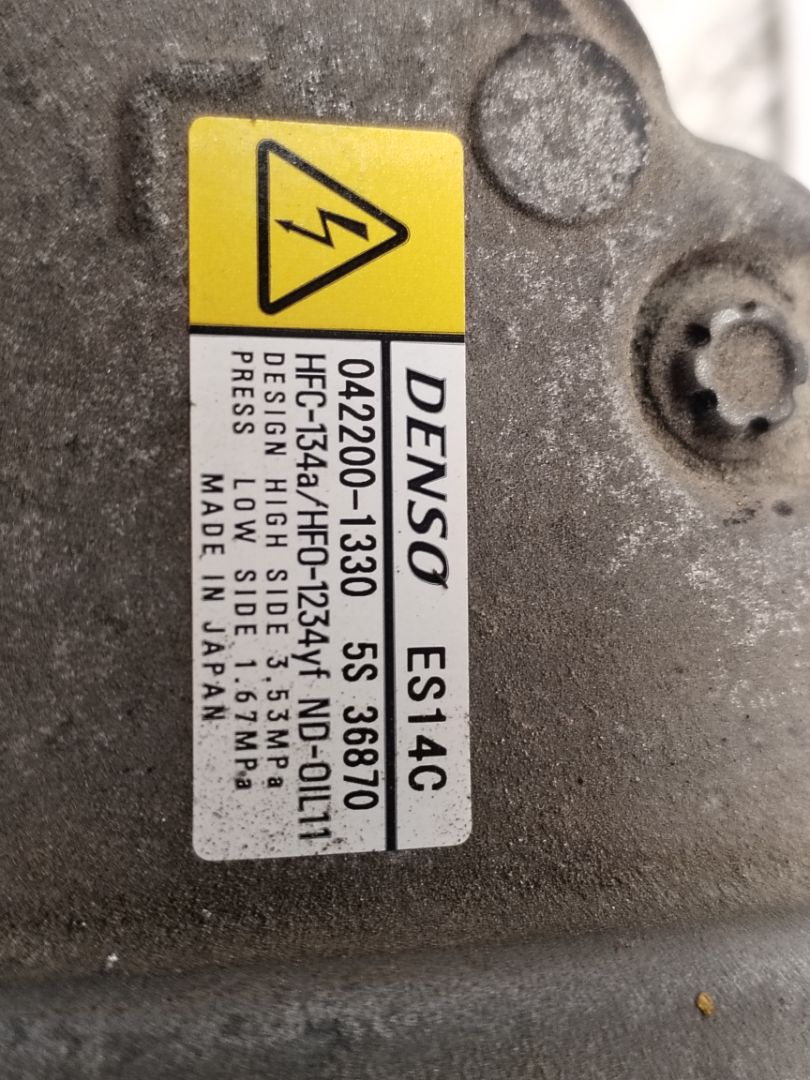 DENSO ES14C
042200-1330 5S 36870
HFC-134a/HFO-1234yf ND-OIL11
DESIGN HIGH SIDE 3.53MPa
PRESS LOW SIDE 1.67MPa
MADE IN JAPAN